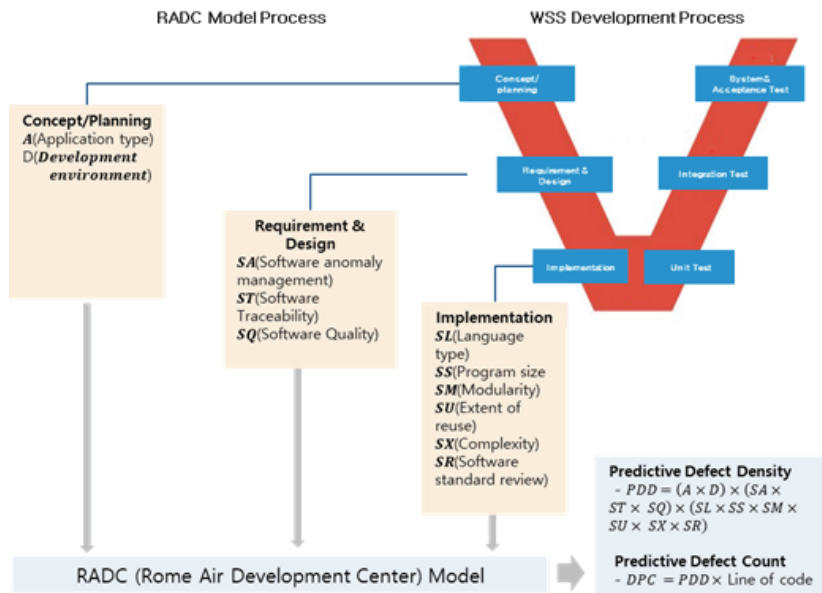 RADC Model Process
WSS Development Process
Concept/
planning
System&
Acceptance Test
Requirement &
Design
Integration Test
Implementation
Unit Test
Concept/Planning
A(Application type)
D(Development
environment)
Requirement &
Design
SA(Software anomaly
management)
ST(Software
Traceability)
SQ(Software Quality)
Implementation
SL(Language
type)
SS(Program size
SM(Modularity)
SU(Extent of
reuse)
SX(Complexity)
SR(Software
standard review)
RADC (Rome Air Development Center) Model
Predictive Defect Density
- PDD = (A × D) × (SA ×
ST × SQ) × (SL × SS × SM ×
SU × SX × SR)
Predictive Defect Count
- DPC = PDD × Line of code